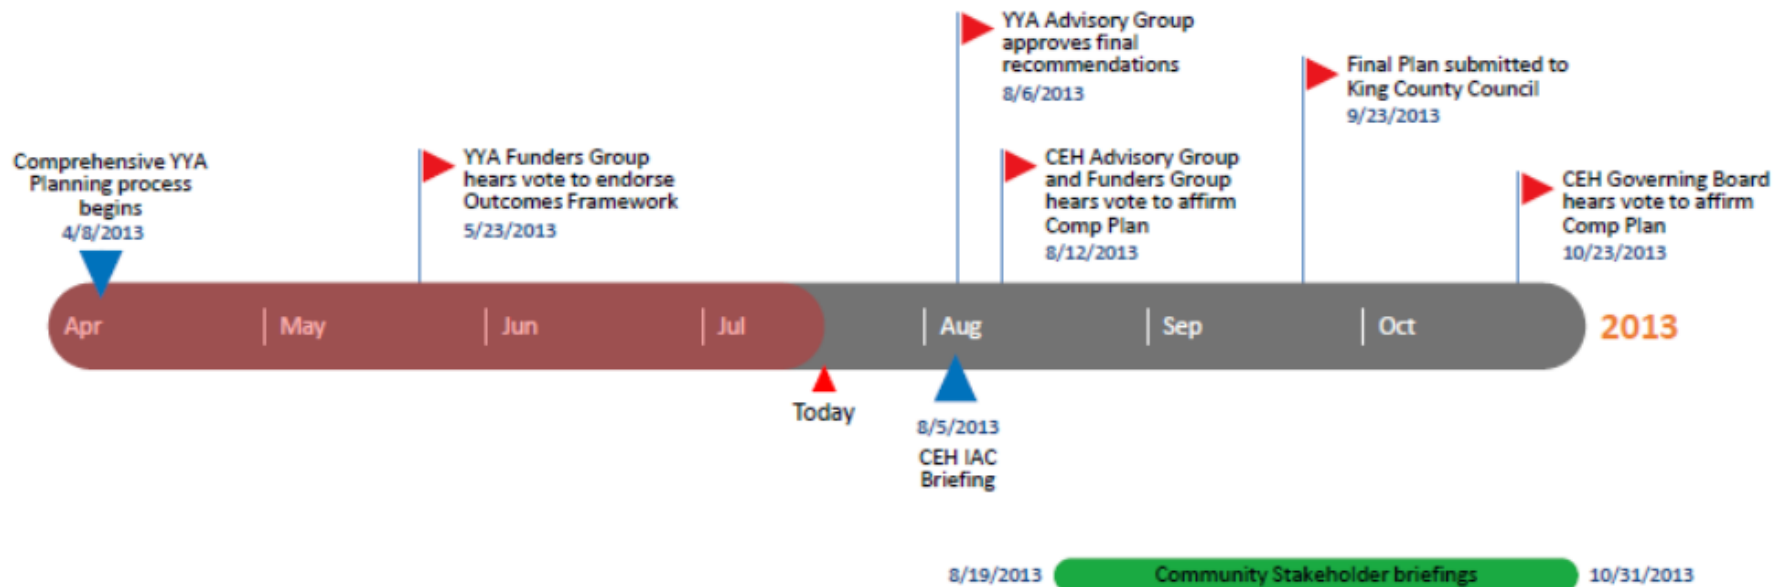 YYA Advisory Group
approves final
recommendations
8/6/2013
Final Plan submitted to
King County Council
9/23/2013
Comprehensive YYA
Planning process
begins
4/8/2013
YYA Funders Group
hears vote to endorse
Outcomes Framework
5/23/2013
CEH Advisory Group
and Funders Group
hears vote to affirm
Comp Plan
8/12/2013
CEH Governing Board
hears vote to affirm
Comp Plan
10/23/2013
Apr May Jun Jul Aug Sep Oct 2013
Today
8/5/2013
CEH IAC
Briefing
8/19/2013 Community Stakeholder briefings 10/31/2013